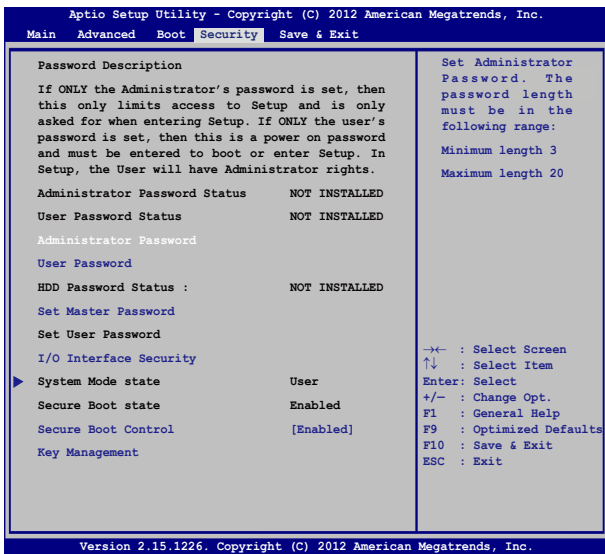 Aptio Setup Utility - Copyright (C) 2012 American Megatrends, Inc.
Main Advanced Boot Security Save & Exit
Password Description
If ONLY the Administrator's password is set, then
this only limits access to Setup and is only
asked for when entering Setup. If ONLY the user's
password is set, then this is a power on password
and must be entered to boot or enter Setup. In
Setup, the User will have Administrator rights.
Administrator Password Status NOT INSTALLED
User Password Status NOT INSTALLED
Administrator Password
User Password
HDD Password Status : NOT INSTALLED
Set Master Password
Set User Password
I/O Interface Security
System Mode state User
Secure Boot state Enabled
Secure Boot Control [Enabled]
Key Management
Set Administrator
Password. The
password length
must be in the
following range:
Minimum length 3
Maximum length 20
→← : Select Screen
↑↓ : Select Item
Enter: Select
+/— : Change Opt.
F1 : General Help
F9 : Optimized Defaults
F10 : Save & Exit
ESC : Exit
Version 2.15.1226. Copyright (C) 2012 American Megatrends, Inc.